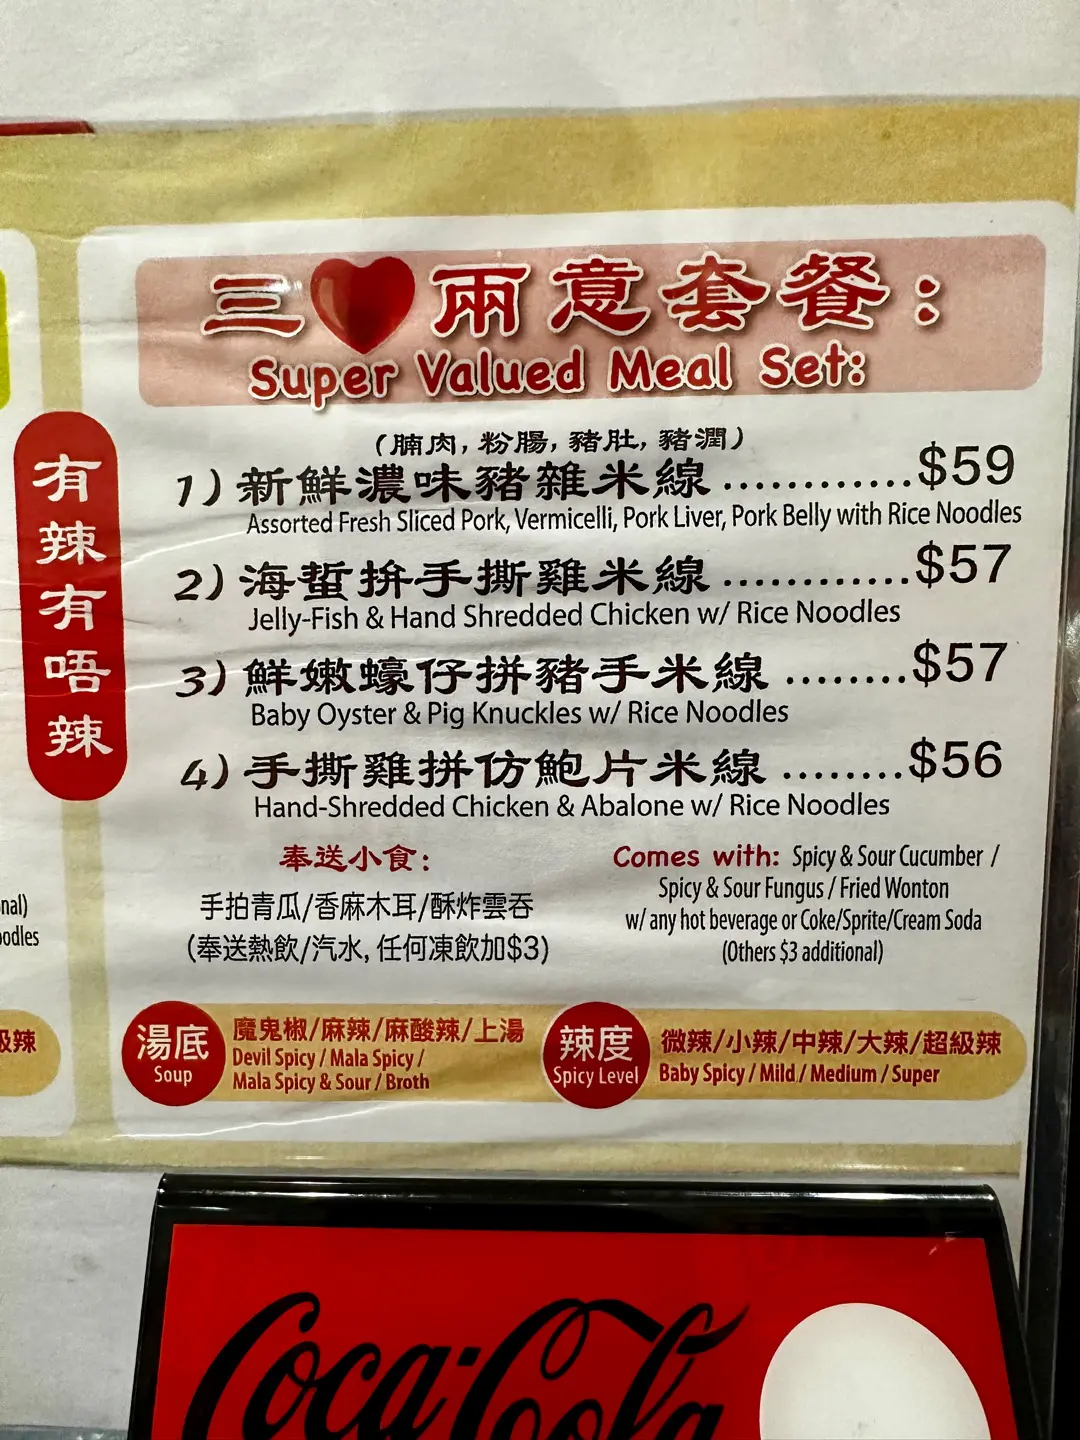 三❤兩意套餐：
Super Valued Meal Set:
有辣有唔辣
(腩肉, 粉腸, 豬肚, 豬潤)
1) 新鮮濃味豬雜米線 ............$59
Assorted Fresh Sliced Pork, Vermicelli, Pork Liver, Pork Belly with Rice Noodles
2) 海蜇拚手撕雞米線 ............$57
Jelly-Fish & Hand Shredded Chicken w/ Rice Noodles
3) 鮮嫩蠔仔拼豬手米線 ........$57
Baby Oyster & Pig Knuckles w/ Rice Noodles
4) 手撕雞拼仿鮑片米線 ........$56
Hand-Shredded Chicken & Abalone w/ Rice Noodles
奉送小食：
手拍青瓜/香麻木耳/酥炸雲吞
(奉送熱飲/汽水, 任何凍飲加$3)
Comes with: Spicy & Sour Cucumber /
Spicy & Sour Fungus / Fried Wonton
w/ any hot beverage or Coke/Sprite/Cream Soda
(Others $3 additional)
nal)
odles
級辣
湯底
Soup
魔鬼椒/麻辣/麻酸辣/上湯
Devil Spicy / Mala Spicy /
Mala Spicy & Sour / Broth
辣度
Spicy Level
微辣/小辣/中辣/大辣/超級辣
Baby Spicy / Mild / Medium / Super
Coca-Cola